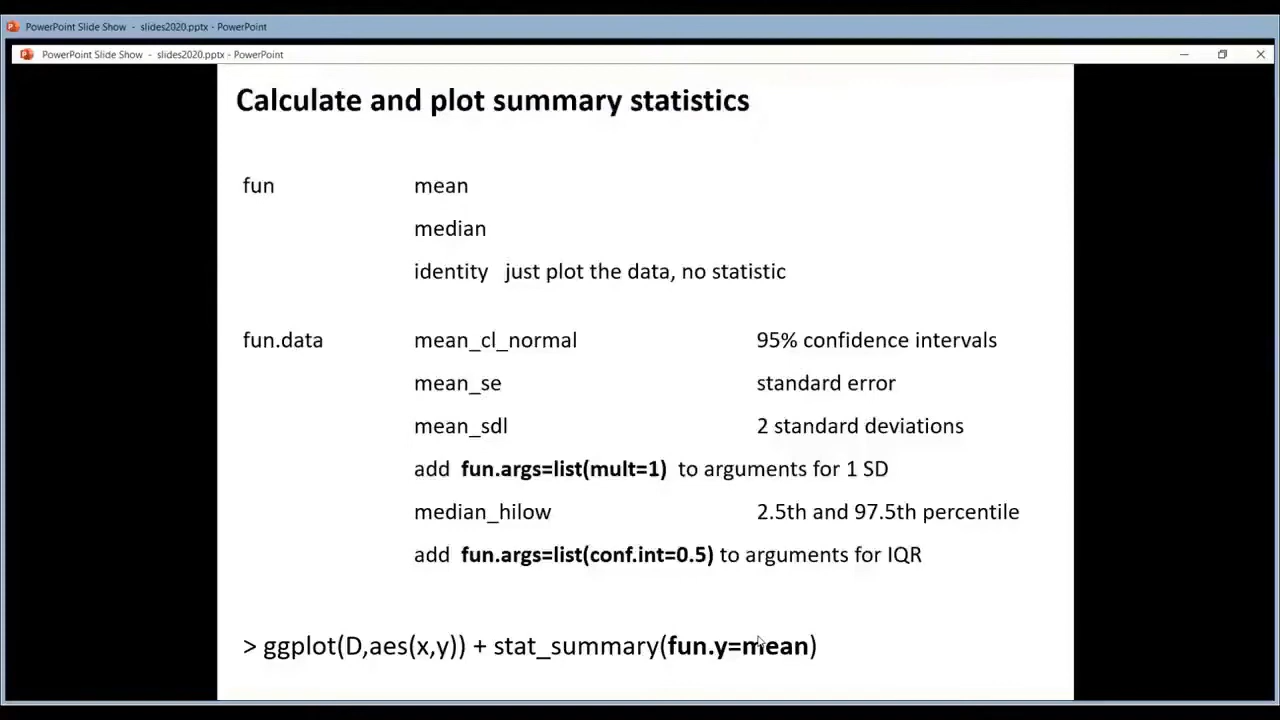 PowerPoint Slide Show - slides2020.pptx - PowerPoint
PowerPoint Slide Show - slides2020.pptx - PowerPoint
Calculate and plot summary statistics
fun mean
median
identity just plot the data, no statistic
fun.data mean_cl_normal 95% confidence intervals
mean_se standard error
mean_sdl 2 standard deviations
add fun.args=list(mult=1) to arguments for 1 SD
median_hilow 2.5th and 97.5th percentile
add fun.args=list(conf.int=0.5) to arguments for IQR
> ggplot(D,aes(x,y)) + stat_summary(fun.y=mean)